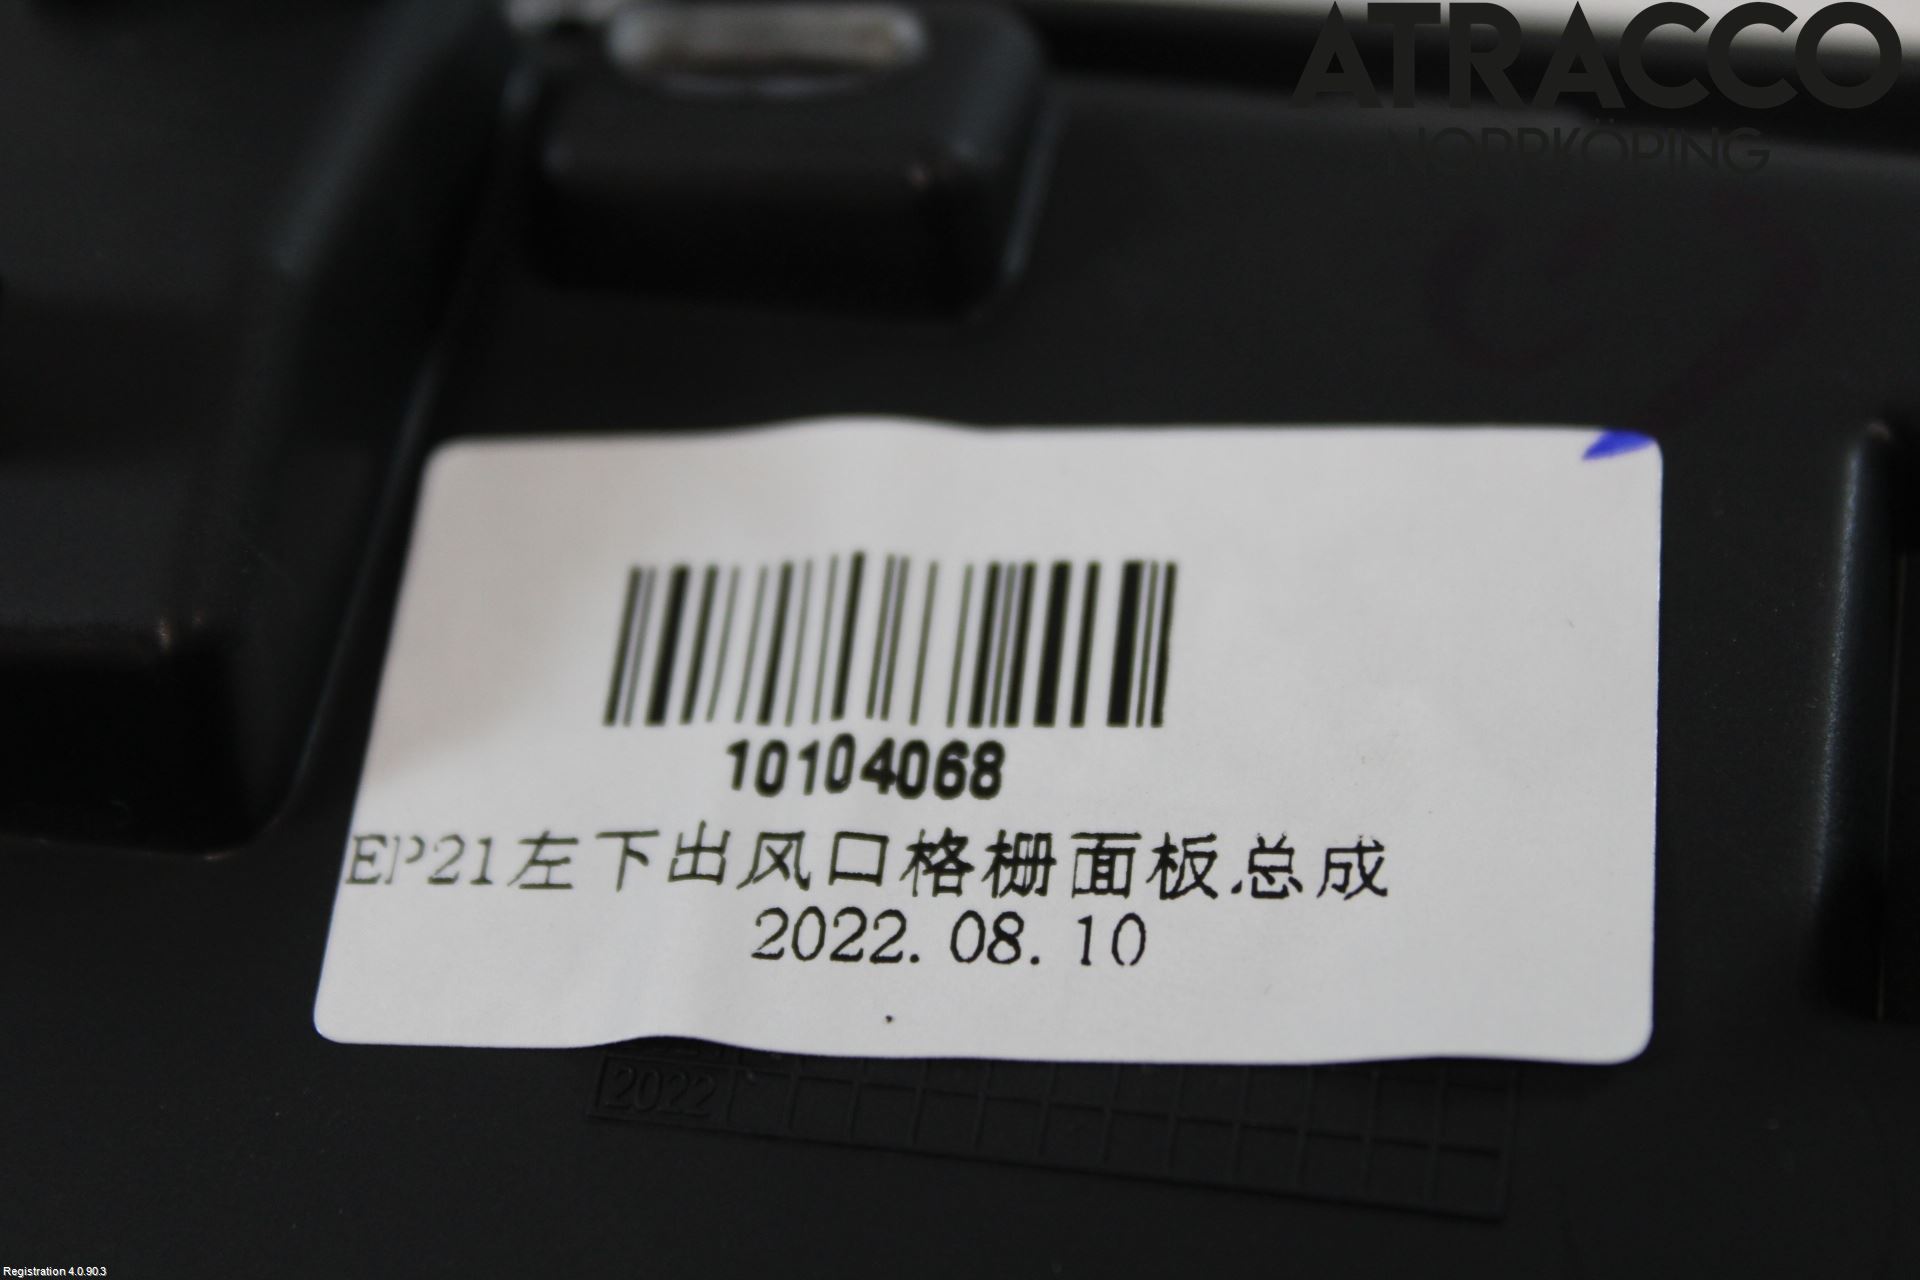 ATRACCO
NORRKÖPING
10104068
EP21左下出风口格栅面板总成
2022.08.10
2022
Registration 4.0.90.3